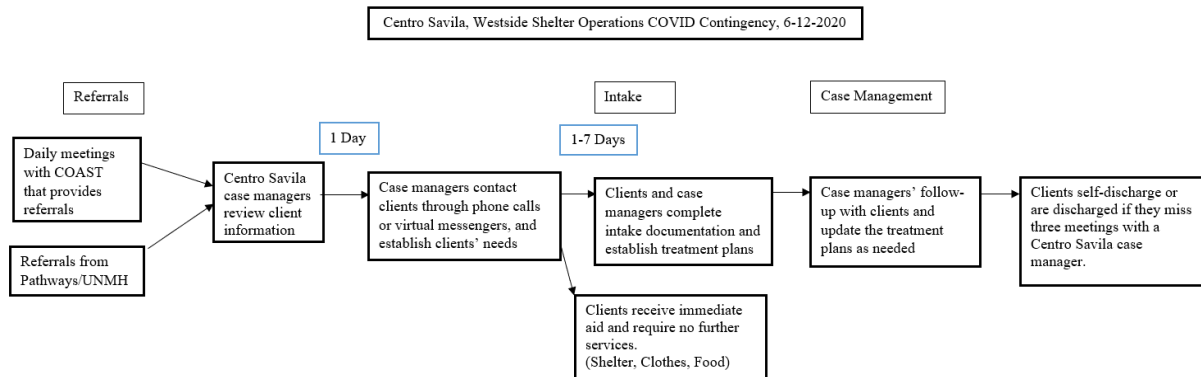 Centro Savila, Westside Shelter Operations COVID Contingency, 6-12-2020
Referrals
Intake
Case Management
1 Day
1-7 Days
Daily meetings
with COAST
that provides
referrals
Referrals from
Pathways/UNMH
Centro Savila
case managers
review client
information
Case managers contact
clients through phone calls
or virtual messengers, and
establish clients’ needs
Clients and case
managers complete
intake documentation and
establish treatment plans
Clients receive immediate
aid and require no further
services.
(Shelter, Clothes, Food)
Case managers’ follow-
up with clients and
update the treatment
plans as needed
Clients self-discharge or
are discharged if they miss
three meetings with a
Centro Savila case
manager.